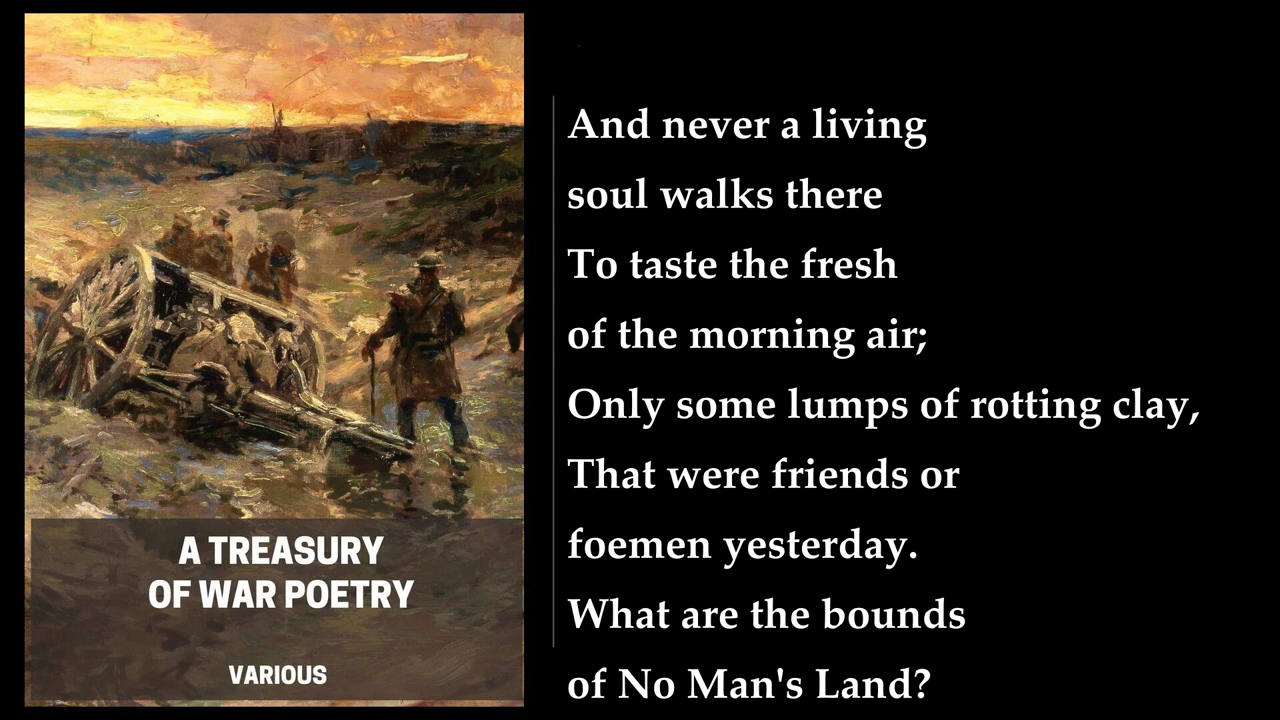 A TREASURY
OF WAR POETRY
VARIOUS
And never a living
soul walks there
To taste the fresh
of the morning air;
Only some lumps of rotting clay,
That were friends or
foemen yesterday.
What are the bounds
of No Man's Land?